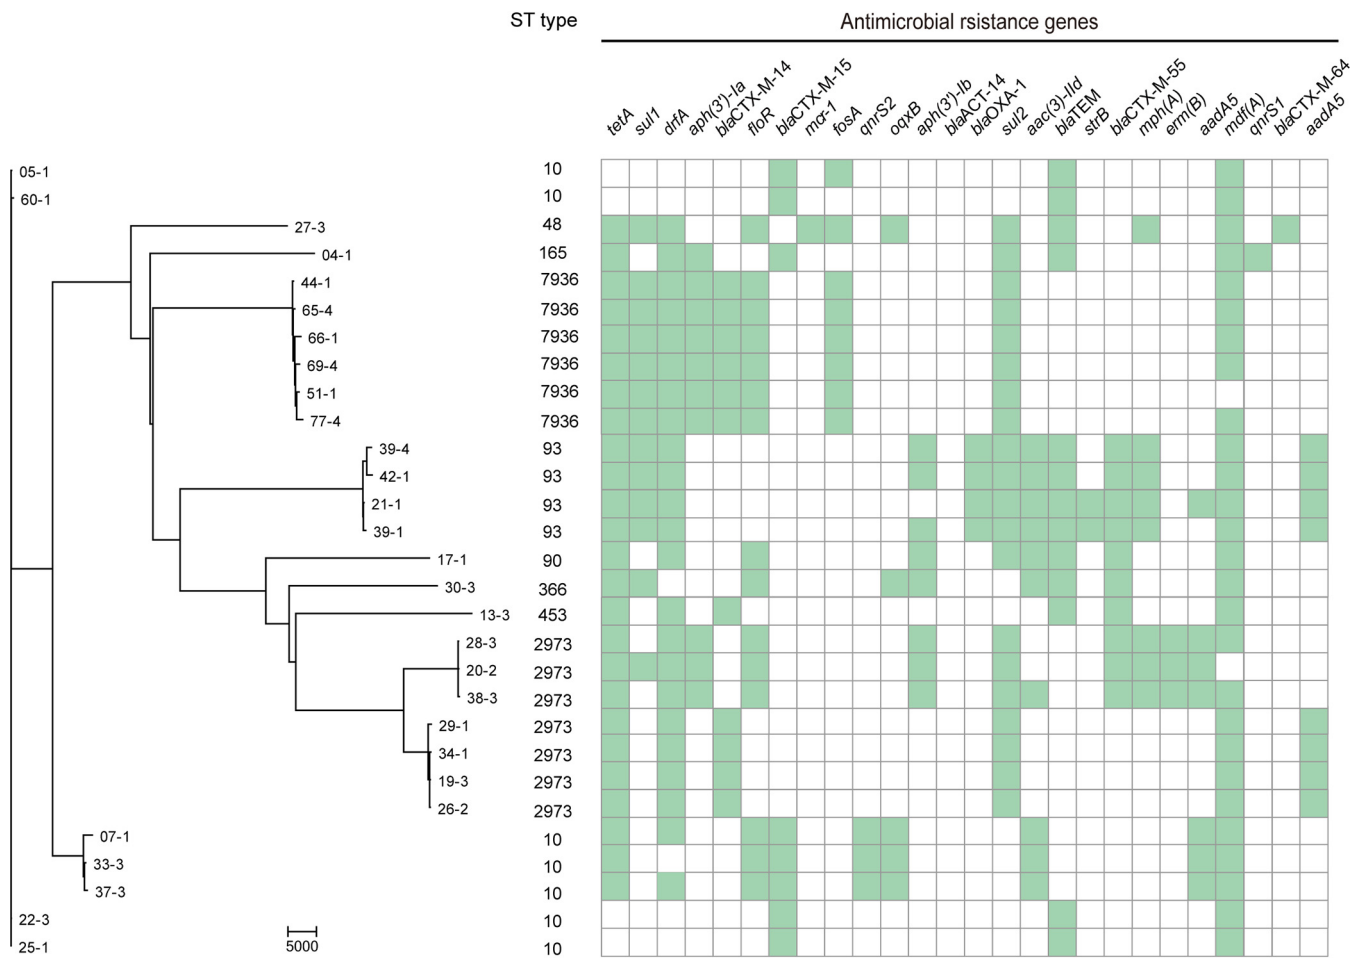 ST type
Antimicrobial rsistance genes
tetA
sul1
drfA
aph(3')-Ia
blaCTX-M-14
floR
blaCTX-M-15
mcr-1
fosA
qnrS2
oqxB
aph(3')-Ib
blaACT-14
blaOXA-1
sul2
aac(3)-IId
blaTEM
strB
blaCTX-M-55
mph(A)
erm(B)
aadA5
mdf(A)
qnrS1
blaCTX-M-64
aadA5
05-1 10
60-1 10
27-3 48
04-1 165
44-1 7936
65-4 7936
66-1 7936
69-4 7936
51-1 7936
77-4 7936
39-4 93
42-1 93
21-1 93
39-1 93
17-1 90
30-3 366
13-3 453
28-3 2973
20-2 2973
38-3 2973
29-1 2973
34-1 2973
19-3 2973
26-2 2973
07-1 10
33-3 10
37-3 10
22-3 10
25-1 10
5000